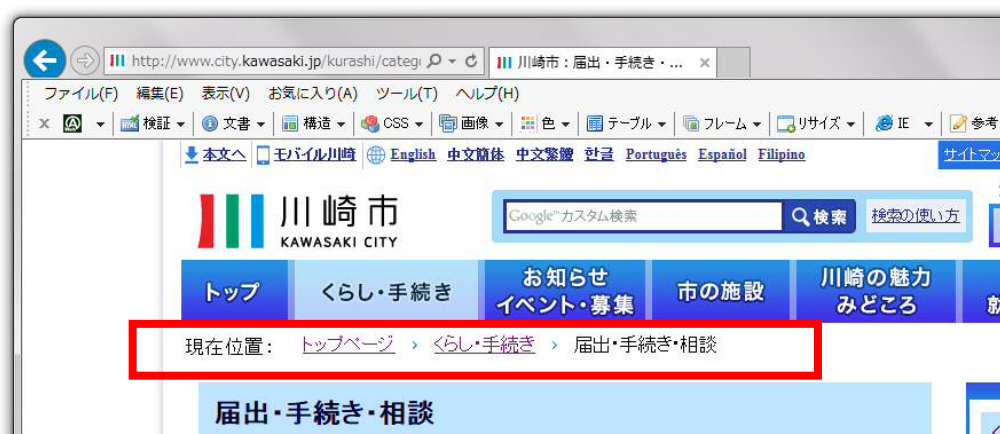 http://www.city.kawasaki.jp/kurashi/categ
川崎市：届出・手続き・... ×
ファイル(F) 編集(E) 表示(V) お気に入り(A) ツール(T) ヘルプ(H)
x 検証 文書 構造 CSS 画像 色 テーブル フレーム リサイズ IE 参考
本文へ モバイル川崎 English 中文简体 中文繁體 한글 Português Español Filipino サイトマッ
川崎市
KAWASAKI CITY
Google™カスタム検索 検索 検索の使い方
トップ くらし・手続き お知らせ イベント・募集 市の施設 川崎の魅力 みどころ
現在位置： トップページ › くらし・手続き › 届出・手続き・相談
届出・手続き・相談